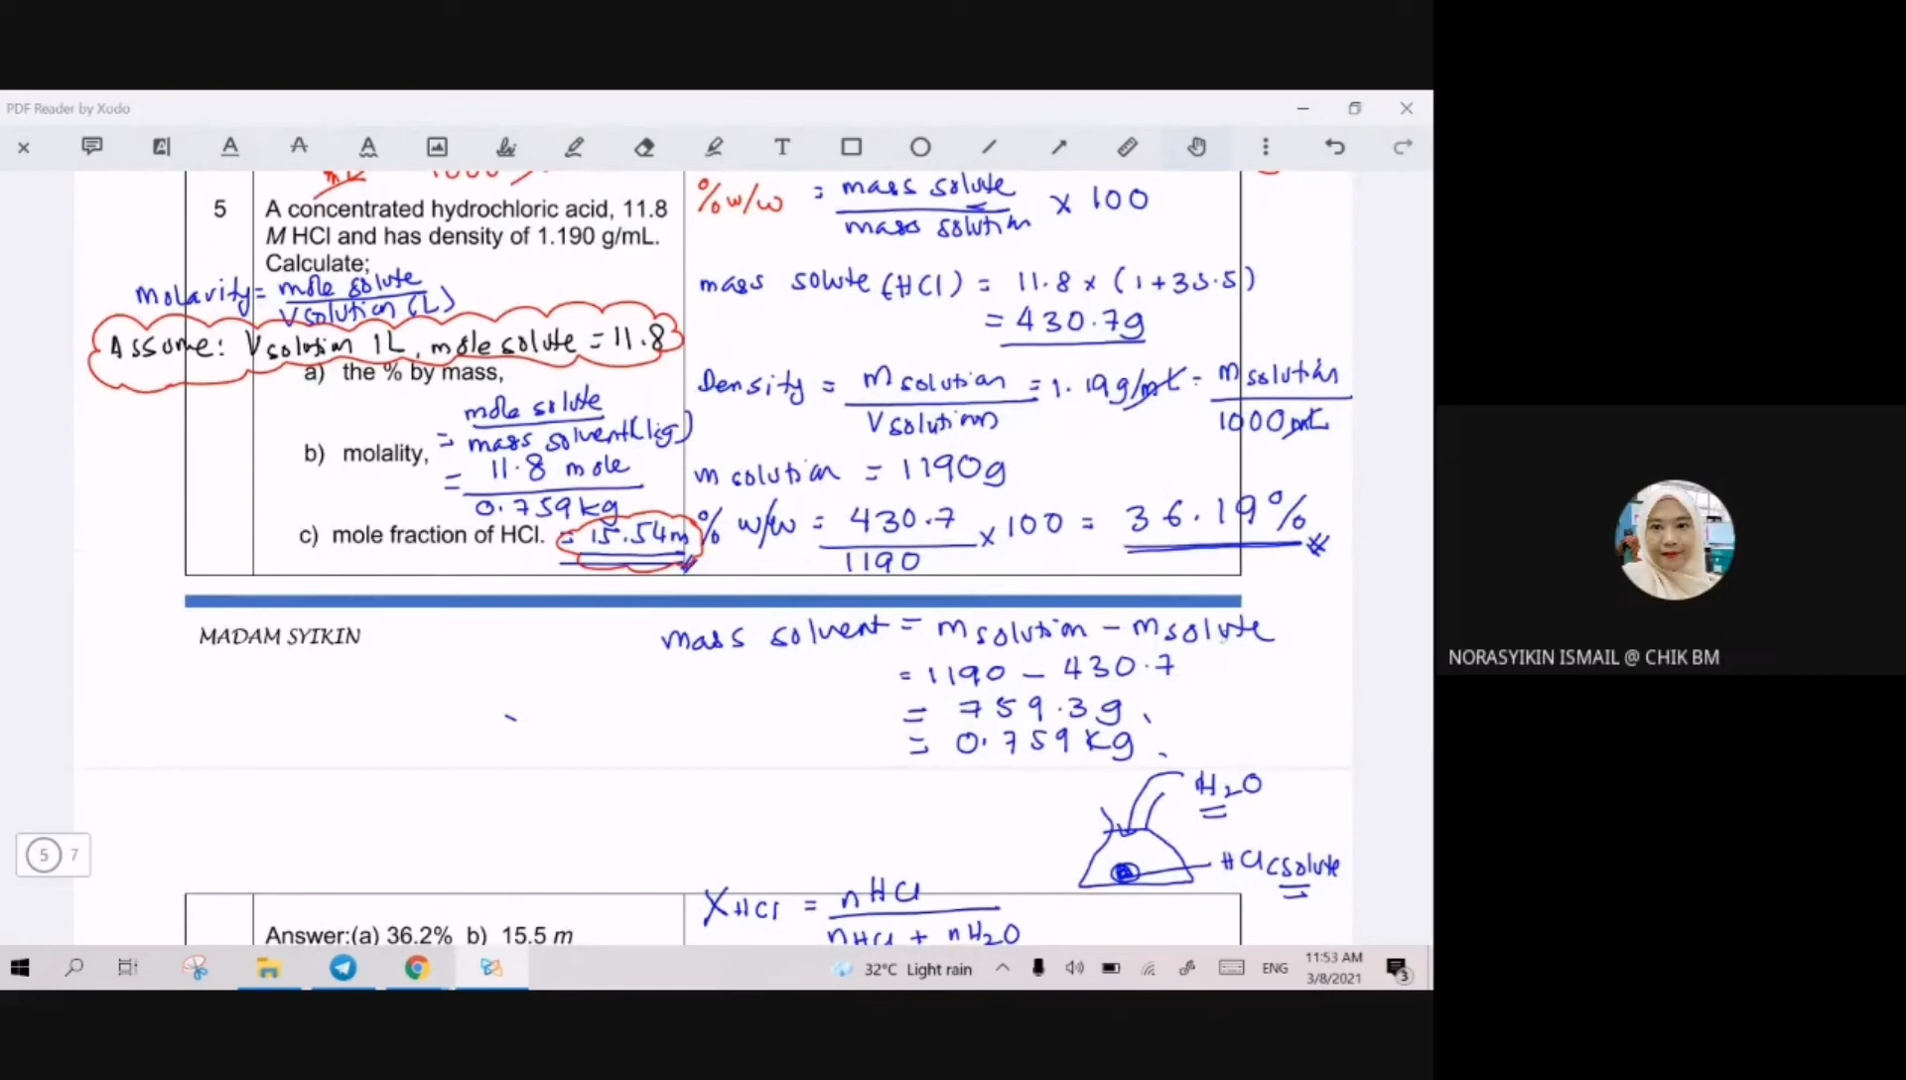 PDF Reader by Xodo
%w/w = mass solute / mass solution x 100
5 A concentrated hydrochloric acid, 11.8
M HCl and has density of 1.190 g/mL.
Calculate;
Molarity = mole solute / V solution (L)
Assume: V solution 1L, mole solute = 11.8
a) the % by mass,
b) molality, = mole solute / mass solvent (kg)
= 11.8 mole / 0.759 kg
c) mole fraction of HCl. = 15.54 m
mass solute (HCl) = 11.8 x (1+35.5)
= 430.7g
Density = m solution / V solution = 1.19 g/mL = m solution / 1000 mL
m solution = 1190g
% w/w = 430.7 / 1190 x 100 = 36.19%
MADAM SYIKIN
mass solvent = m solution - m solute
= 1190 - 430.7
= 759.3g
= 0.759 kg
H2O
HCl (solute
5 7
XHCl = nHCl / nHCl + nH2O
Answer:(a) 36.2% b) 15.5 m
32°C Light rain
ENG
11:53 AM
3/8/2021
3
NORASYIKIN ISMAIL @ CHIK BM